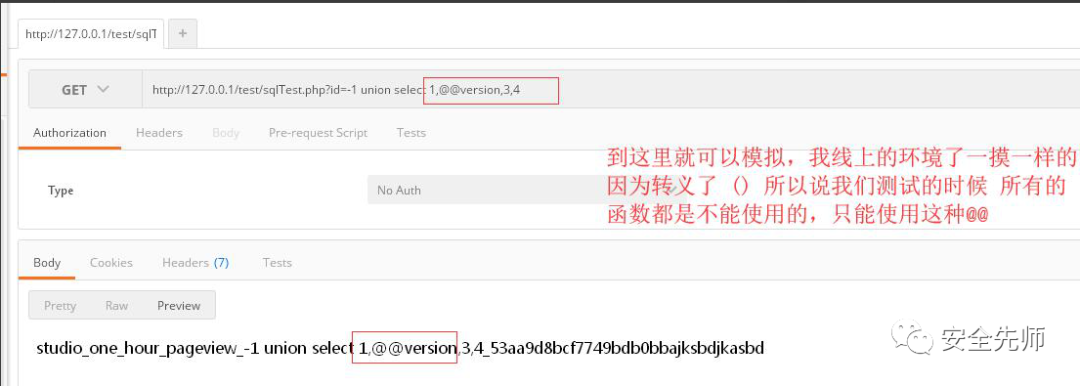 http://127.0.0.1/test/sqlT
+
GET
http://127.0.0.1/test/sqlTest.php?id=-1 union select 1,@@version,3,4
Authorization Headers Body Pre-request Script Tests
到这里就可以模拟，我线上的环境了一摸一样的
Type No Auth 因为转义了 () 所以说我们测试的时候 所有的
函数都是不能使用的，只能使用这种@@
Body Cookies Headers (7) Tests
Pretty Raw Preview
studio_one_hour_pageview_-1 union select 1,@@version,3,4_53aa9d8bcf7749bdb0bbajksbdjkasbd
安全先师